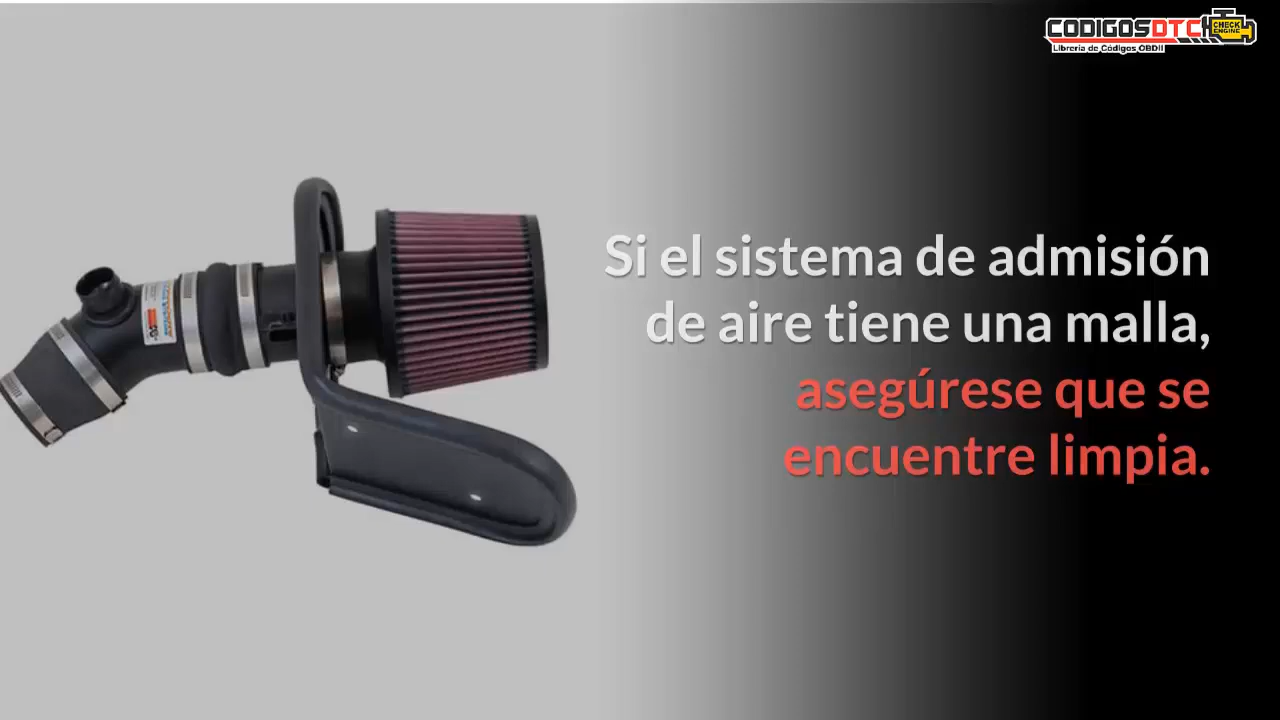 CODIGOSDTC
CHECK
ENGINE
Libreria de Códigos OBDII
Si el sistema de admisión
de aire tiene una malla,
asegúrese que se
encuentre limpia.